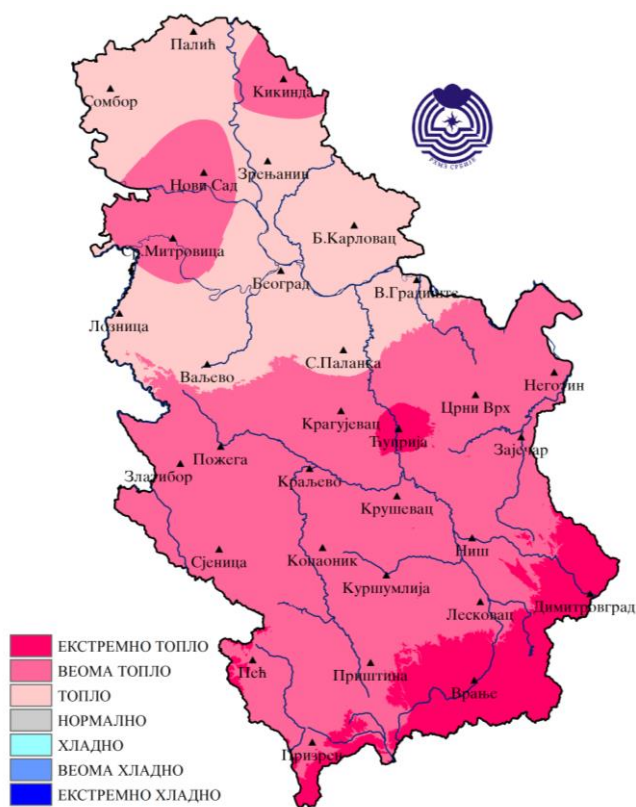 Палић
Кикинда
Сомбор
Зрењанин
Нови Сад
РХМЗ СРБИЈЕ
Б.Карловац
.Митровица
Београд
В.Градиште
Лозница
С.Паланка
Ваљево
Неготин
Црни Врх
Крагујевац
Ћуприја
Зајечар
Пожега
Златибор
Краљево
Крушевац
Ниш
Сјеница
Копаоник
Куршумлија
Димитровград
Лесковац
Пећ
Приштина
Врање
Призрен
ЕКСТРЕМНО ТОПЛО
ВЕОМА ТОПЛО
ТОПЛО
НОРМАЛНО
ХЛАДНО
ВЕОМА ХЛАДНО
ЕКСТРЕМНО ХЛАДНО